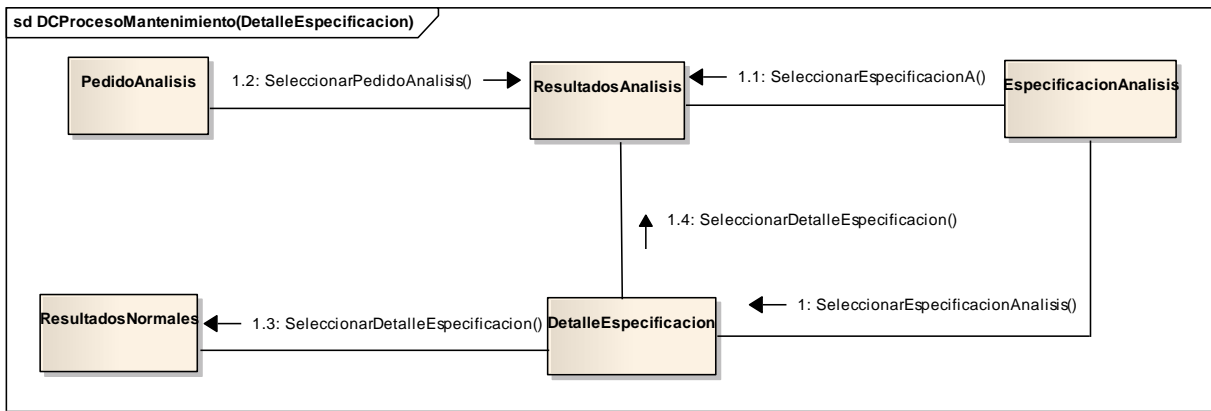 sd DCProcesoMantenimiento(DetalleEspecificacion)
PedidoAnalisis
1.2: SeleccionarPedidoAnalisis()
ResultadosAnalisis
1.1: SeleccionarEspecificacionA()
EspecificacionAnalisis
1.4: SeleccionarDetalleEspecificacion()
ResultadosNormales
1.3: SeleccionarDetalleEspecificacion()
DetalleEspecificacion
1: SeleccionarEspecificacionAnalisis()